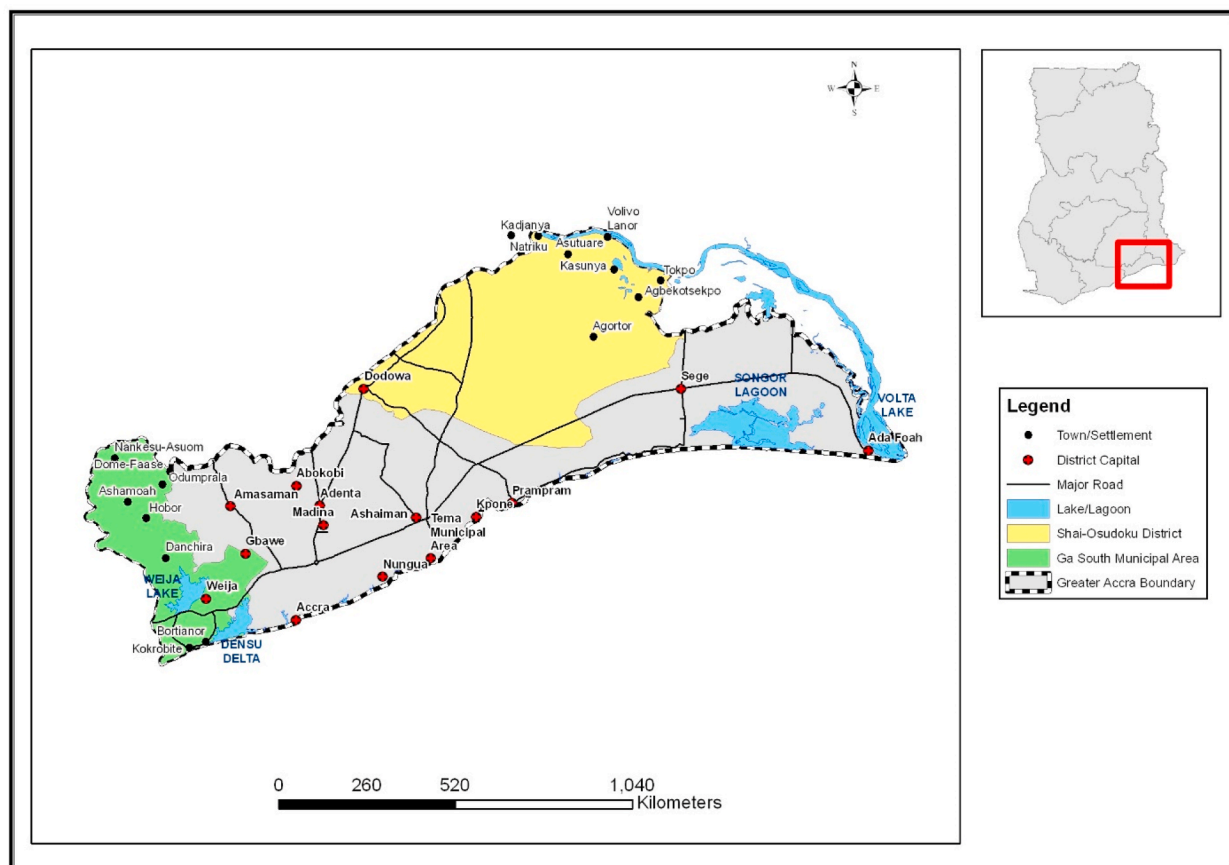 N
W E
S
Volivo
Kadjanya
Lanor
Natriku
Asutuare
Kasunya
Tokpo
Agbekotsekpo
Agortor
Dodowa
Sege
SONGOR
LAGOON
VOLTA
LAKE
Ada Foah
Nankesu-Asuom
Dome-Faase
Odumprala
Abokobi
Ashamoah
Amasaman
Adenta
Prampram
Hobor
Madina
Ashaiman
Tema
Municipal
Area
Kpone
Danchira
Gbawe
Nungua
WEIJA
LAKE
Weija
Accra
Bortianor
Kokrobite
DENSU
DELTA
0 260 520 1,040
Kilometers
Legend
Town/Settlement
District Capital
Major Road
Lake/Lagoon
Shai-Osudoku District
Ga South Municipal Area
Greater Accra Boundary